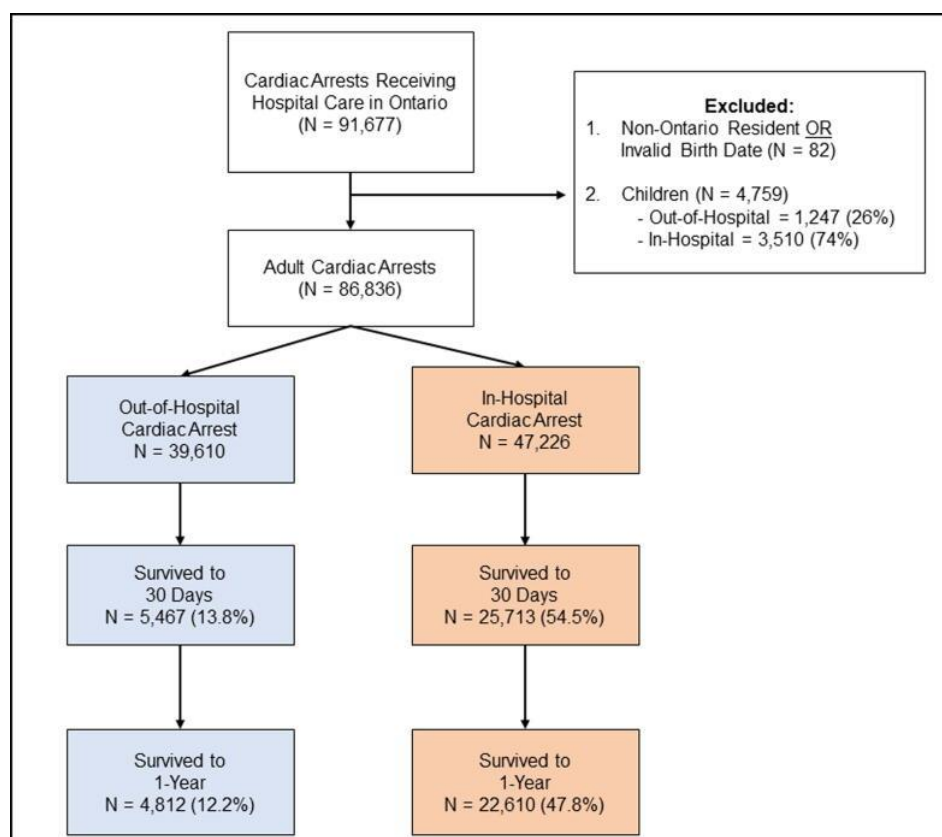 Cardiac Arrests Receiving
Hospital Care in Ontario
(N = 91,677)
Excluded:
1. Non-Ontario Resident OR
Invalid Birth Date (N = 82)
2. Children (N = 4,759)
- Out-of-Hospital = 1,247 (26%)
- In-Hospital = 3,510 (74%)
Adult Cardiac Arrests
(N = 86,836)
Out-of-Hospital
Cardiac Arrest
N = 39,610
In-Hospital
Cardiac Arrest
N = 47,226
Survived to
30 Days
N = 5,467 (13.8%)
Survived to
30 Days
N = 25,713 (54.5%)
Survived to
1-Year
N = 4,812 (12.2%)
Survived to
1-Year
N = 22,610 (47.8%)